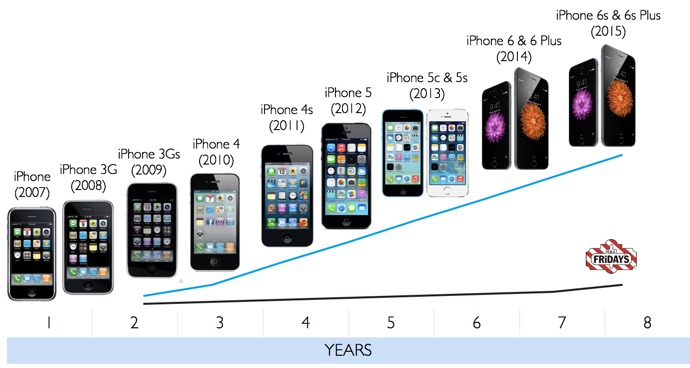 iPhone 6s & 6s Plus
(2015)
iPhone 6 & 6 Plus
(2014)
iPhone 5c & 5s
(2013)
iPhone 5
(2012)
iPhone 4s
(2011)
iPhone 4
(2010)
iPhone 3Gs
(2009)
iPhone 3G
(2008)
iPhone
(2007)
FRiDAYS
1 2 3 4 5 6 7 8
YEARS